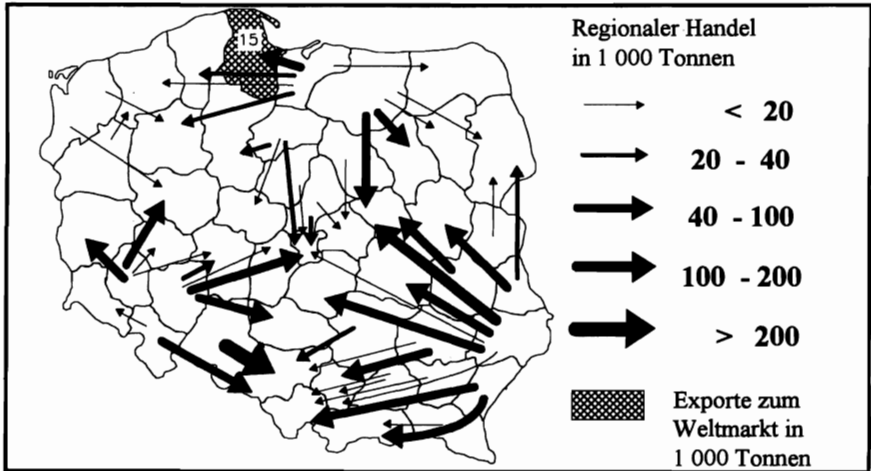 15
Regionaler Handel
in 1 000 Tonnen
< 20
20 - 40
40 - 100
100 - 200
> 200
Exporte zum
Weltmarkt in
1 000 Tonnen